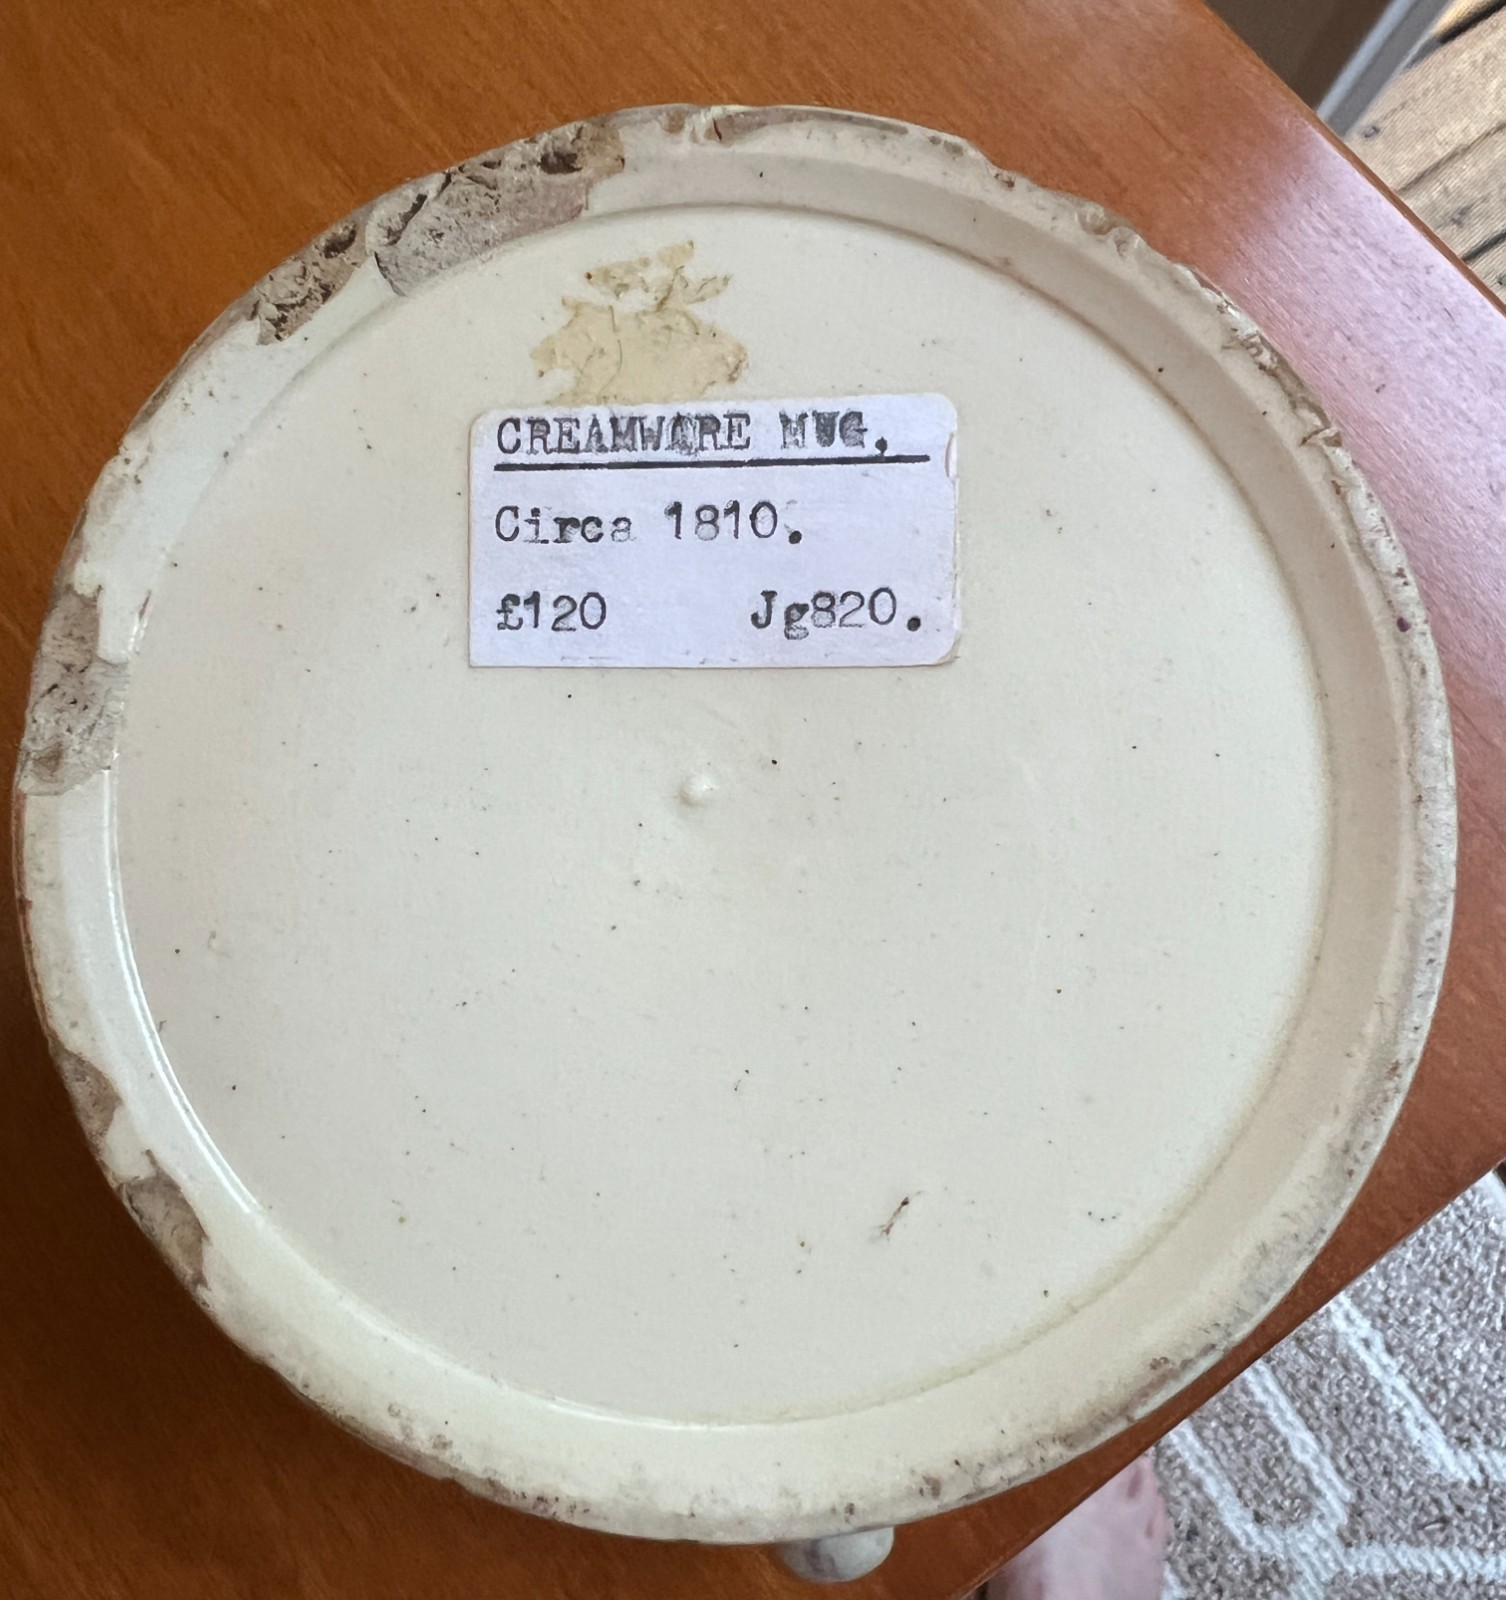 CREAMWARE MUG.
Circa 1810.
£120 Jg820.